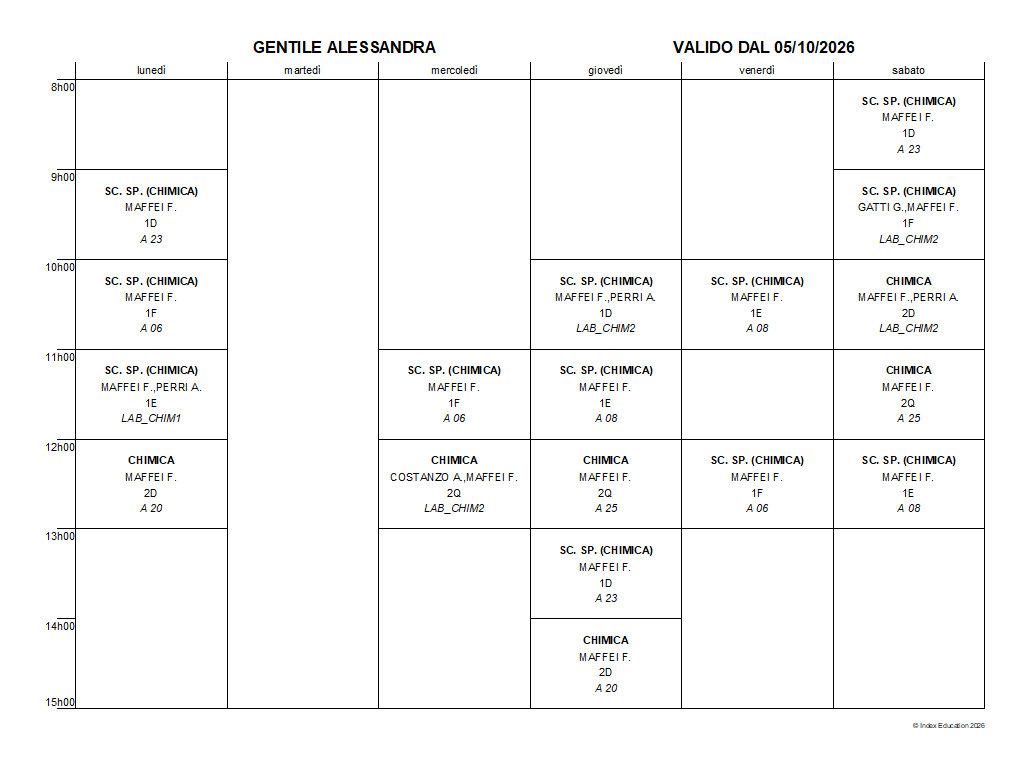 GENTILE ALESSANDRA VALIDO DAL 05/10/2026
lunedì martedì mercoledì giovedì venerdì sabato
8h00
SC. SP. (CHIMICA)
MAFFEI F.
1D
A 23
9h00
SC. SP. (CHIMICA)
MAFFEI F.
1D
A 23
SC. SP. (CHIMICA)
GATTI G.,MAFFEI F.
1F
LAB_CHIM2
10h00
SC. SP. (CHIMICA)
MAFFEI F.
1F
A 06
SC. SP. (CHIMICA)
MAFFEI F.,PERRI A.
1D
LAB_CHIM2
SC. SP. (CHIMICA)
MAFFEI F.
1E
A 08
CHIMICA
MAFFEI F.,PERRI A.
2D
LAB_CHIM2
11h00
SC. SP. (CHIMICA)
MAFFEI F.,PERRI A.
1E
LAB_CHIM1
SC. SP. (CHIMICA)
MAFFEI F.
1F
A 06
SC. SP. (CHIMICA)
MAFFEI F.
1E
A 08
CHIMICA
MAFFEI F.
2Q
A 25
12h00
CHIMICA
MAFFEI F.
2D
A 20
CHIMICA
COSTANZO A.,MAFFEI F.
2Q
LAB_CHIM2
CHIMICA
MAFFEI F.
2Q
A 25
SC. SP. (CHIMICA)
MAFFEI F.
1F
A 06
SC. SP. (CHIMICA)
MAFFEI F.
1E
A 08
13h00
SC. SP. (CHIMICA)
MAFFEI F.
1D
A 23
14h00
CHIMICA
MAFFEI F.
2D
A 20
15h00
© Index Education 2026